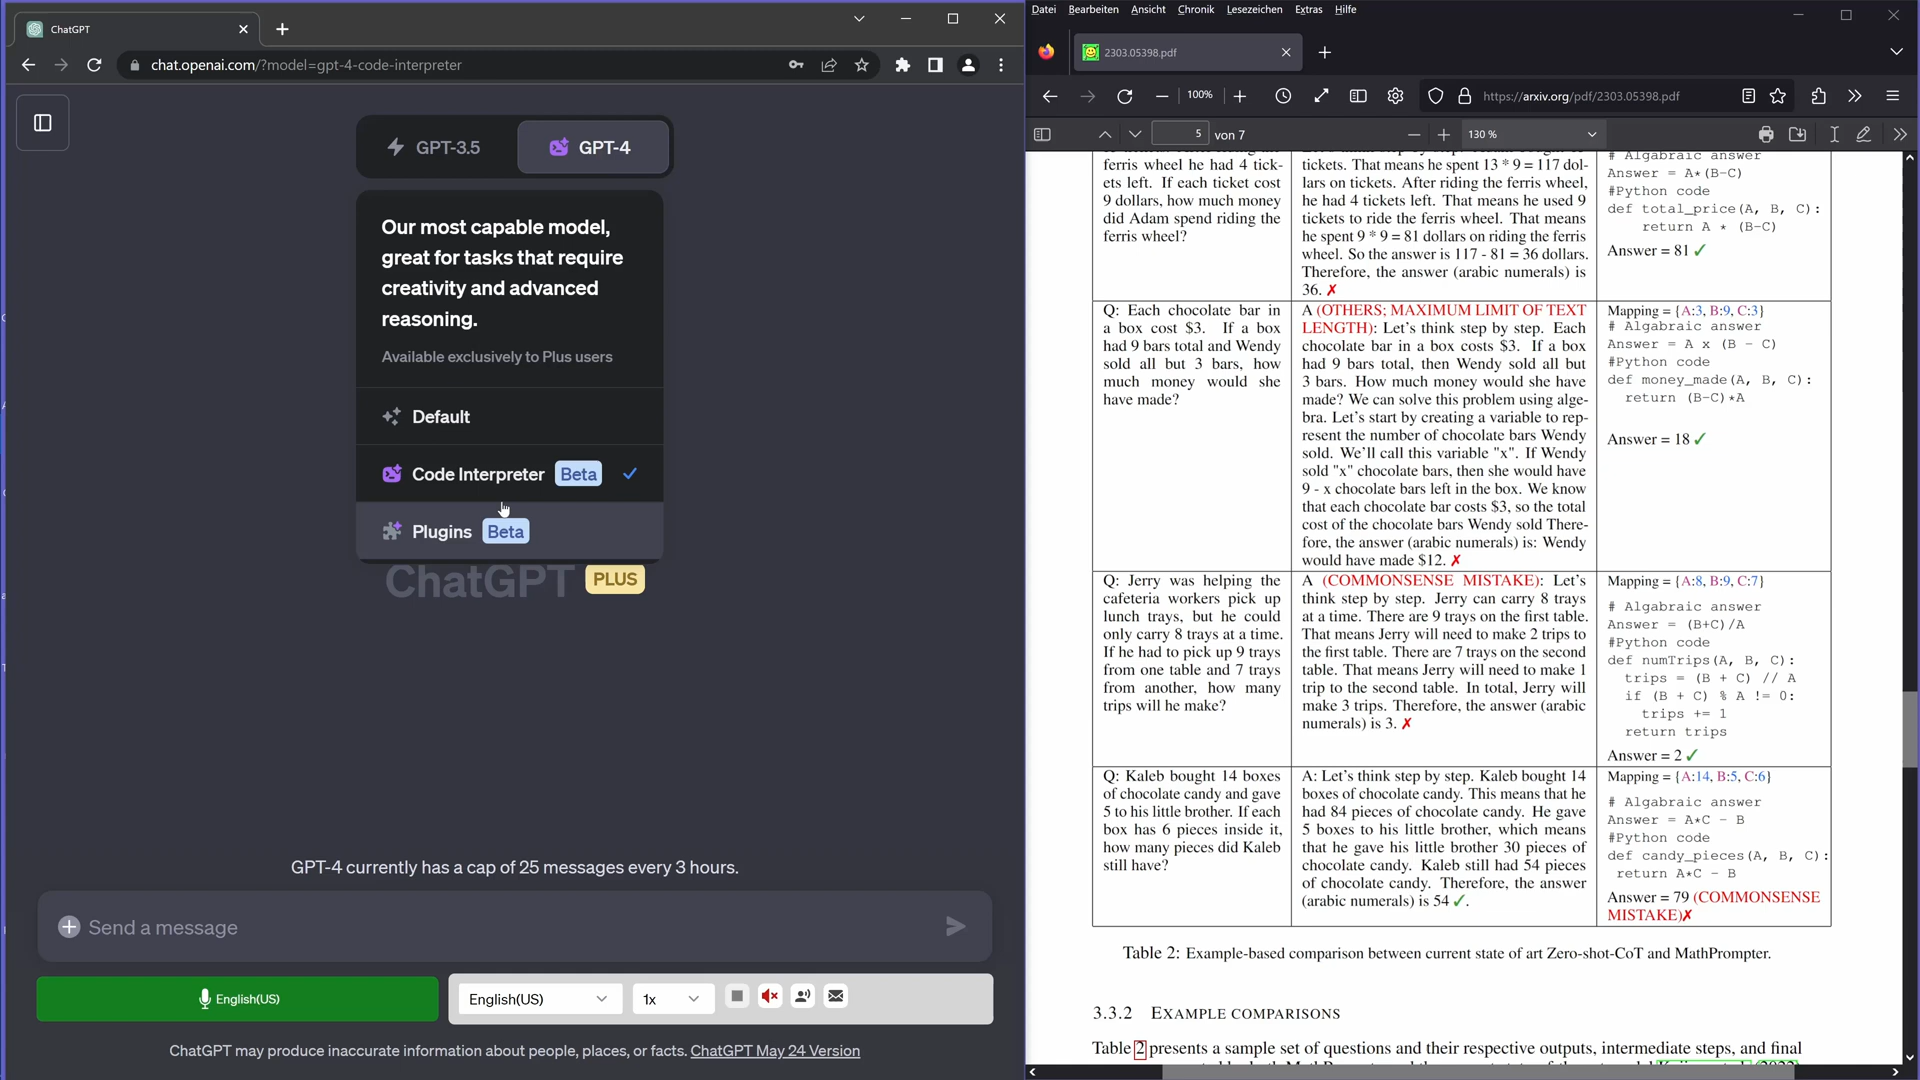 ChatGPT
chat.openai.com/?model=gpt-4-code-interpreter
GPT-3.5
GPT-4
Our most capable model,
great for tasks that require
creativity and advanced
reasoning.
Available exclusively to Plus users
Default
Code Interpreter Beta
Plugins Beta
ChatGPT PLUS
GPT-4 currently has a cap of 25 messages every 3 hours.
Send a message
English(US)
English(US)
1x
ChatGPT may produce inaccurate information about people, places, or facts. ChatGPT May 24 Version
Datei Bearbeiten Ansicht Chronik Lesezeichen Extras Hilfe
2303.05398.pdf
100%
https://arxiv.org/pdf/2303.05398.pdf
5 von 7
130 %
ferris wheel he had 4 tick-
ets left. If each ticket cost
9 dollars, how much money
did Adam spend riding the
ferris wheel?
tickets. That means he spent 13 * 9 = 117 dol-
lars on tickets. After riding the ferris wheel,
he had 4 tickets left. That means he used 9
tickets to ride the ferris wheel. That means
he spent 9 * 9 = 81 dollars on riding the ferris
wheel. So the answer is 117 - 81 = 36 dollars.
Therefore, the answer (arabic numerals) is
36. ✗
# Algabraic answer
Answer = A*(B-C)
#Python code
def total_price(A, B, C):
return A * (B-C)
Answer = 81 ✓
Q: Each chocolate bar in
a box cost $3. If a box
had 9 bars total and Wendy
sold all but 3 bars, how
much money would she
have made?
A (OTHERS; MAXIMUM LIMIT OF TEXT
LENGTH): Let's think step by step. Each
chocolate bar in a box costs $3. If a box
had 9 bars total, then Wendy sold all but
3 bars. How much money would she have
made? We can solve this problem using alge-
bra. Let's start by creating a variable to rep-
resent the number of chocolate bars Wendy
sold. We'll call this variable "x". If Wendy
sold "x" chocolate bars, then she would have
9 - x chocolate bars left in the box. We know
that each chocolate bar costs $3, so the total
cost of the chocolate bars Wendy sold There-
fore, the answer (arabic numerals) is: Wendy
would have made $12. ✗
Mapping = {A:3, B:9, C:3}
# Algabraic answer
Answer = A x (B - C)
#Python code
def money_made(A, B, C):
return (B-C)*A
Answer = 18 ✓
Q: Jerry was helping the
cafeteria workers pick up
lunch trays, but he could
only carry 8 trays at a time.
If he had to pick up 9 trays
from one table and 7 trays
from another, how many
trips will he make?
A (COMMONSENSE MISTAKE): Let's
think step by step. Jerry can carry 8 trays
at a time. There are 9 trays on the first table.
That means Jerry will need to make 2 trips to
the first table. There are 7 trays on the second
table. That means Jerry will need to make 1
trip to the second table. In total, Jerry will
make 3 trips. Therefore, the answer (arabic
numerals) is 3. ✗
Mapping = {A:8, B:9, C:7}
# Algabraic answer
Answer = (B+C)/A
#Python code
def numTrips(A, B, C):
trips = (B + C) // A
if (B + C) % A != 0:
trips += 1
return trips
Answer = 2 ✓
Q: Kaleb bought 14 boxes
of chocolate candy and gave
5 to his little brother. If each
box has 6 pieces inside it,
how many pieces did Kaleb
still have?
A: Let's think step by step. Kaleb bought 14
boxes of chocolate candy. This means that he
had 84 pieces of chocolate candy. He gave
5 boxes to his little brother, which means
that he gave his little brother 30 pieces of
chocolate candy. Kaleb still had 54 pieces
of chocolate candy. Therefore, the answer
(arabic numerals) is 54 ✓.
Mapping = {A:14, B:5, C:6}
# Algabraic answer
Answer = A*C - B
#Python code
def candy_pieces(A, B, C):
return A*C - B
Answer = 79 (COMMONSENSE
MISTAKE)✗
Table 2: Example-based comparison between current state of art Zero-shot-CoT and MathPrompter.
3.3.2 EXAMPLE COMPARISONS
Table 2 presents a sample set of questions and their respective outputs, intermediate steps, and final